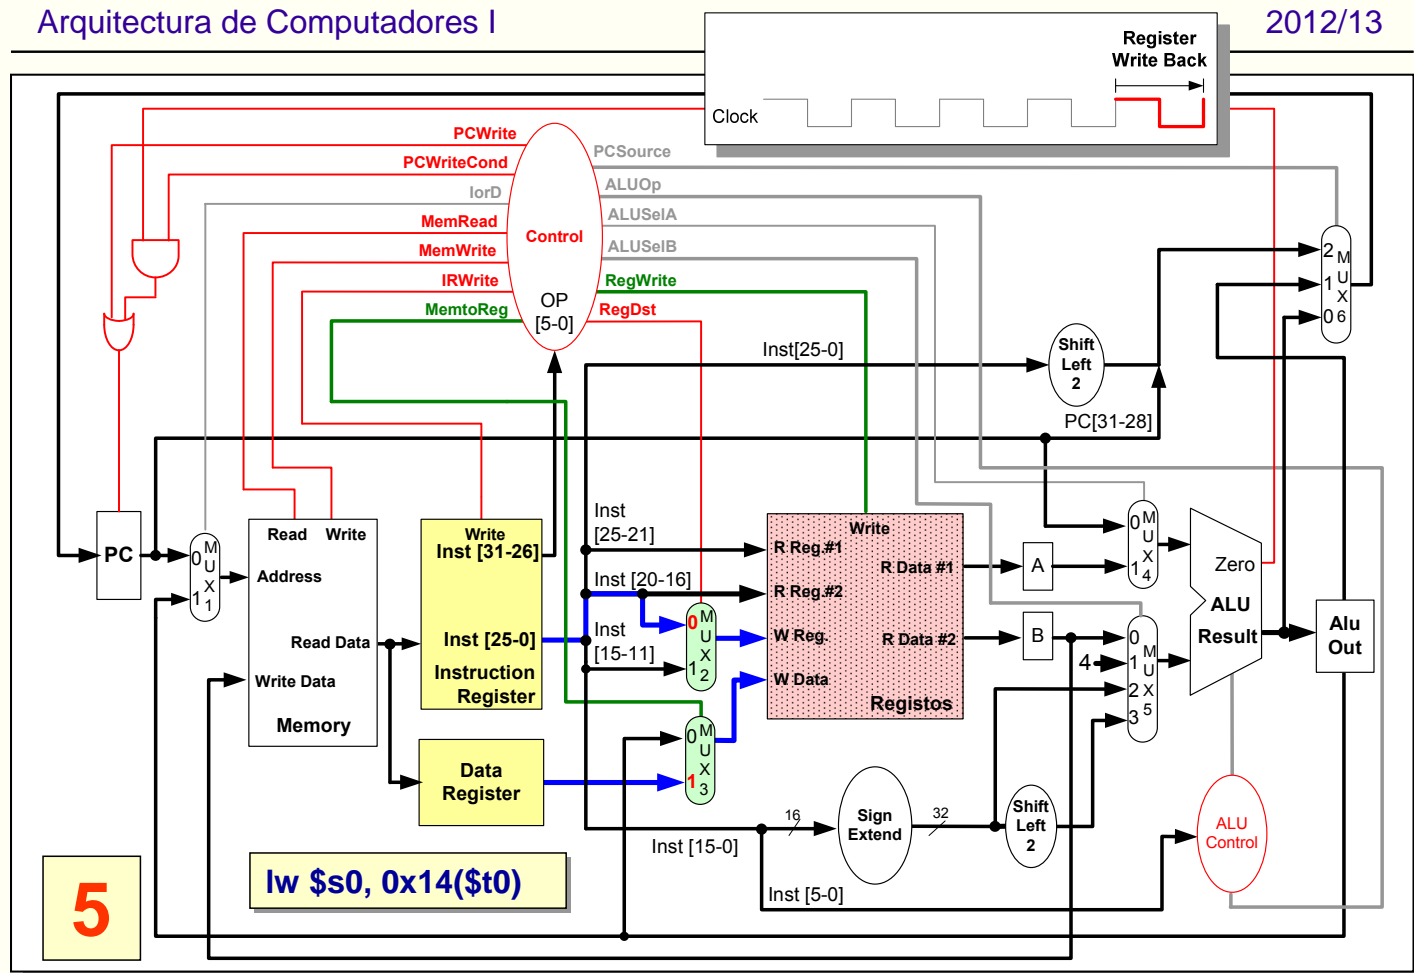 Arquitectura de Computadores I
2012/13
Register
Write Back
Clock
PCWrite
PCWriteCond
IorD
MemRead
MemWrite
IRWrite
MemtoReg
Control
OP
[5-0]
PCSource
ALUOp
ALUSelA
ALUSelB
RegWrite
RegDst
Inst[25-0]
Shift
Left
2
PC[31-28]
2
1
0
M
U
X
6
PC
0
1
M
U
X
1
Read Write
Address
Read Data
Write Data
Memory
Write
Inst [31-26]
Inst [25-0]
Instruction
Register
Data
Register
Inst
[25-21]
Inst [20-16]
Inst
[15-11]
0
1
M
U
X
2
0
1
M
U
X
3
Write
R Reg.#1
R Data #1
R Reg.#2
W Reg.
R Data #2
W Data
Registos
A
B
0
1
M
U
X
4
4
0
1
2
3
M
U
X
5
Zero
ALU
Result
Alu
Out
16
Sign
Extend
32
Shift
Left
2
ALU
Control
Inst [15-0]
Inst [5-0]
5
lw $s0, 0x14($t0)